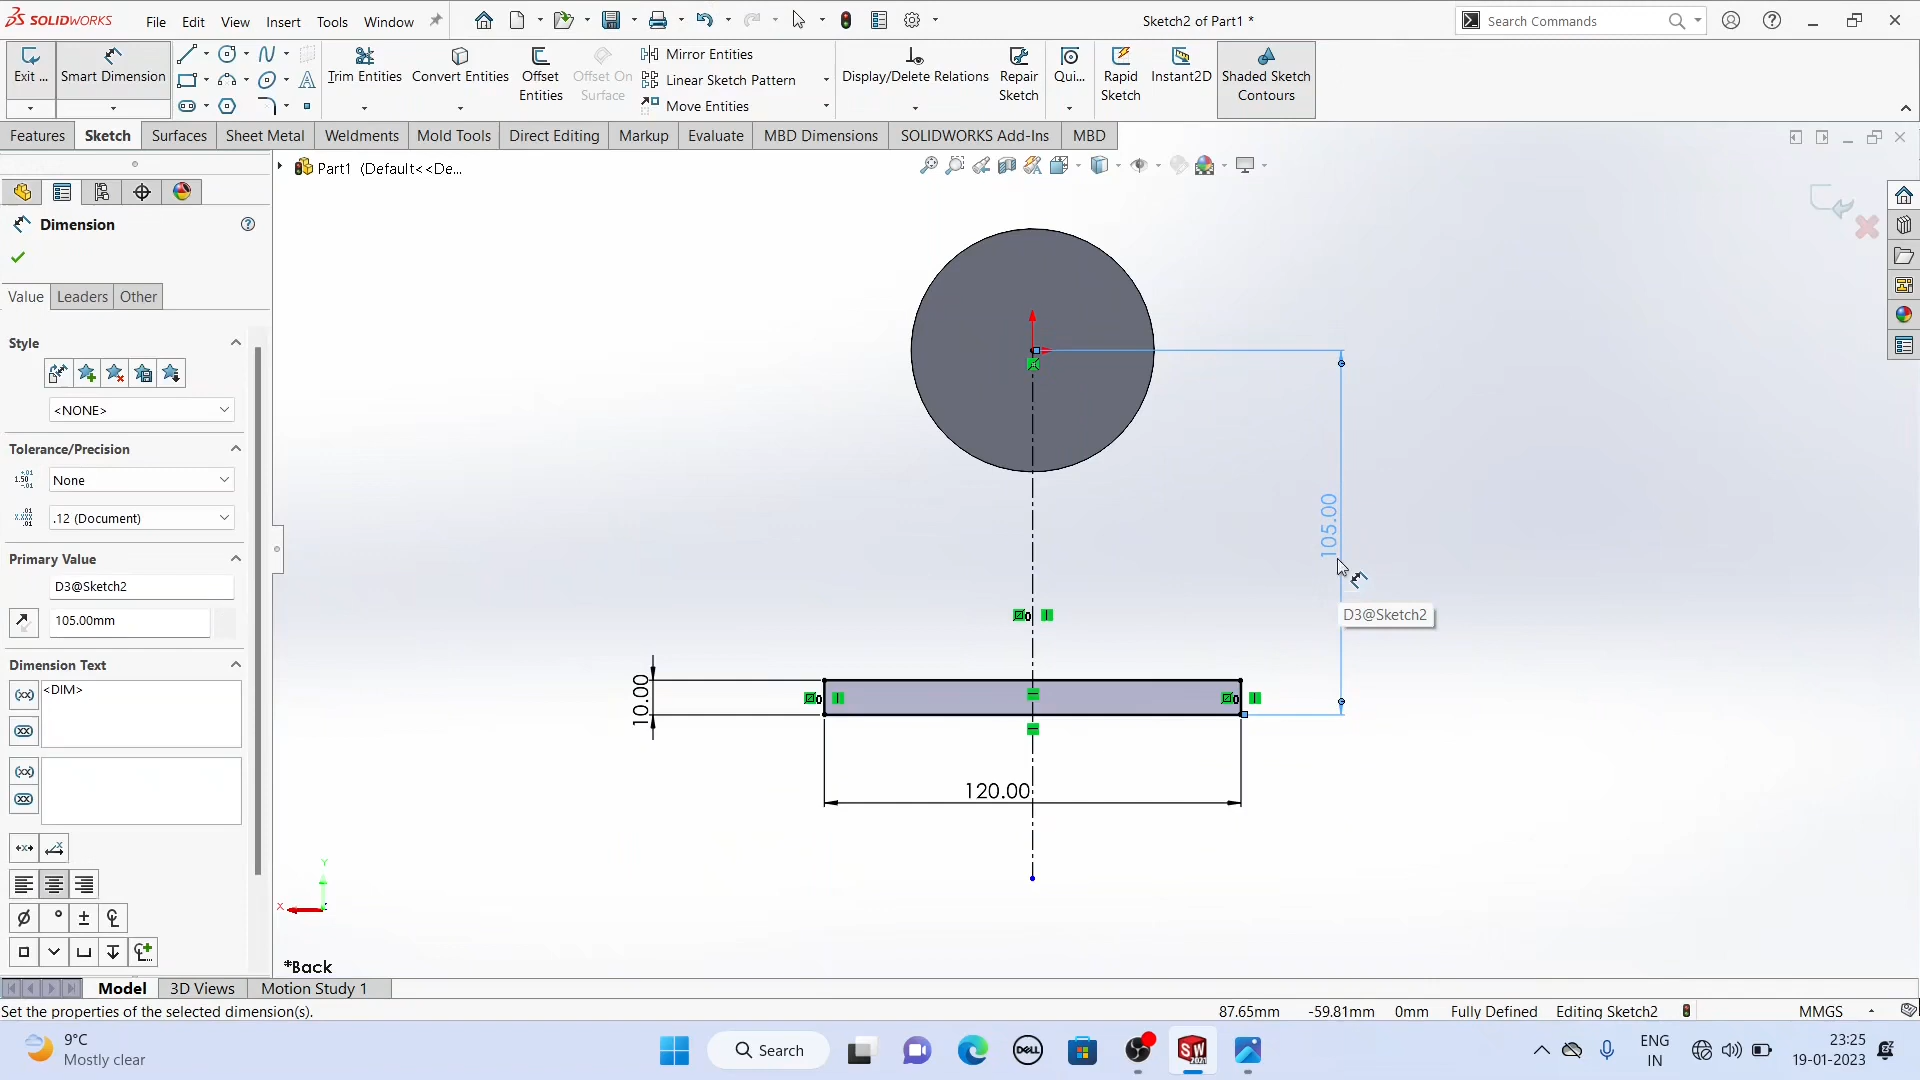 SOLIDWORKS File Edit View Insert Tools Window Sketch2 of Part1 * Search Commands
Exit ... Smart Dimension Trim Entities Convert Entities Offset Entities Offset On Surface Mirror Entities Linear Sketch Pattern Move Entities Display/Delete Relations Repair Sketch Qui... Rapid Sketch Instant2D Shaded Sketch Contours
Features Sketch Surfaces Sheet Metal Weldments Mold Tools Direct Editing Markup Evaluate MBD Dimensions SOLIDWORKS Add-Ins MBD
Part1 (Default<<De...
Dimension
Value Leaders Other
Style
<NONE>
Tolerance/Precision
None
.12 (Document)
Primary Value
D3@Sketch2
105.00mm
Dimension Text
<DIM>
105.00
D3@Sketch2
10.00
120.00
Y
X
*Back
Model 3D Views Motion Study 1
Set the properties of the selected dimension(s). 87.65mm -59.81mm 0mm Fully Defined Editing Sketch2 MMGS
9°C
Mostly clear
Search
DELL
SW
2021
ENG
IN
23:25
19-01-2023